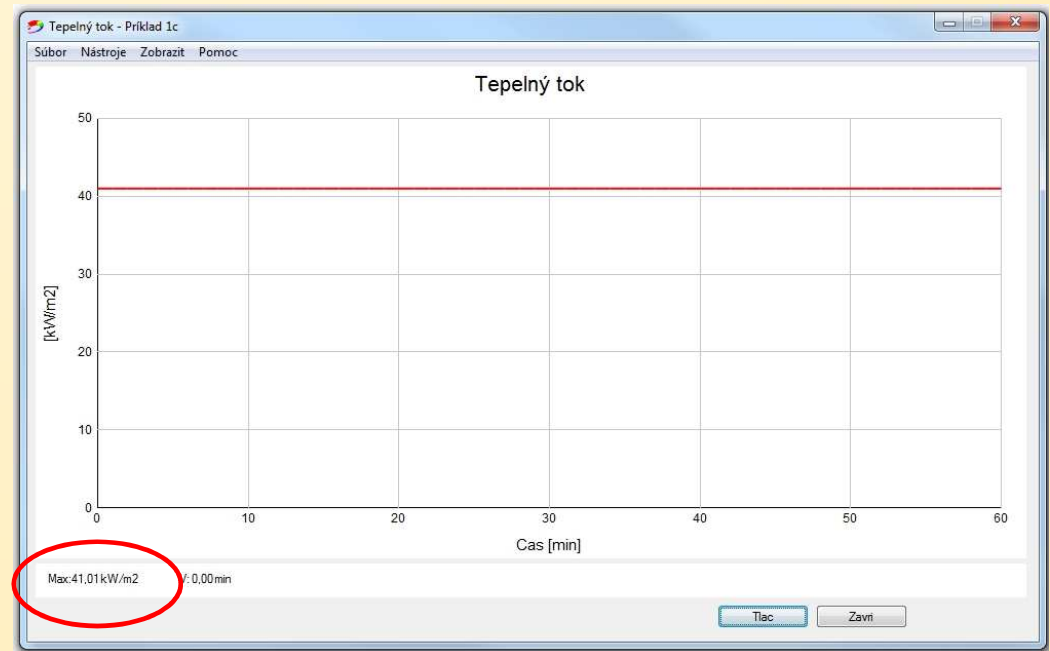 Tepelný tok - Príklad 1c
Súbor Nástroje Zobrazit Pomoc
Tepelný tok
50
40
30
20
10
0
[kW/m2]
0 10 20 30 40 50 60
Cas [min]
Max:41,01kW/m2 V: 0,00min
Tlac Zavri